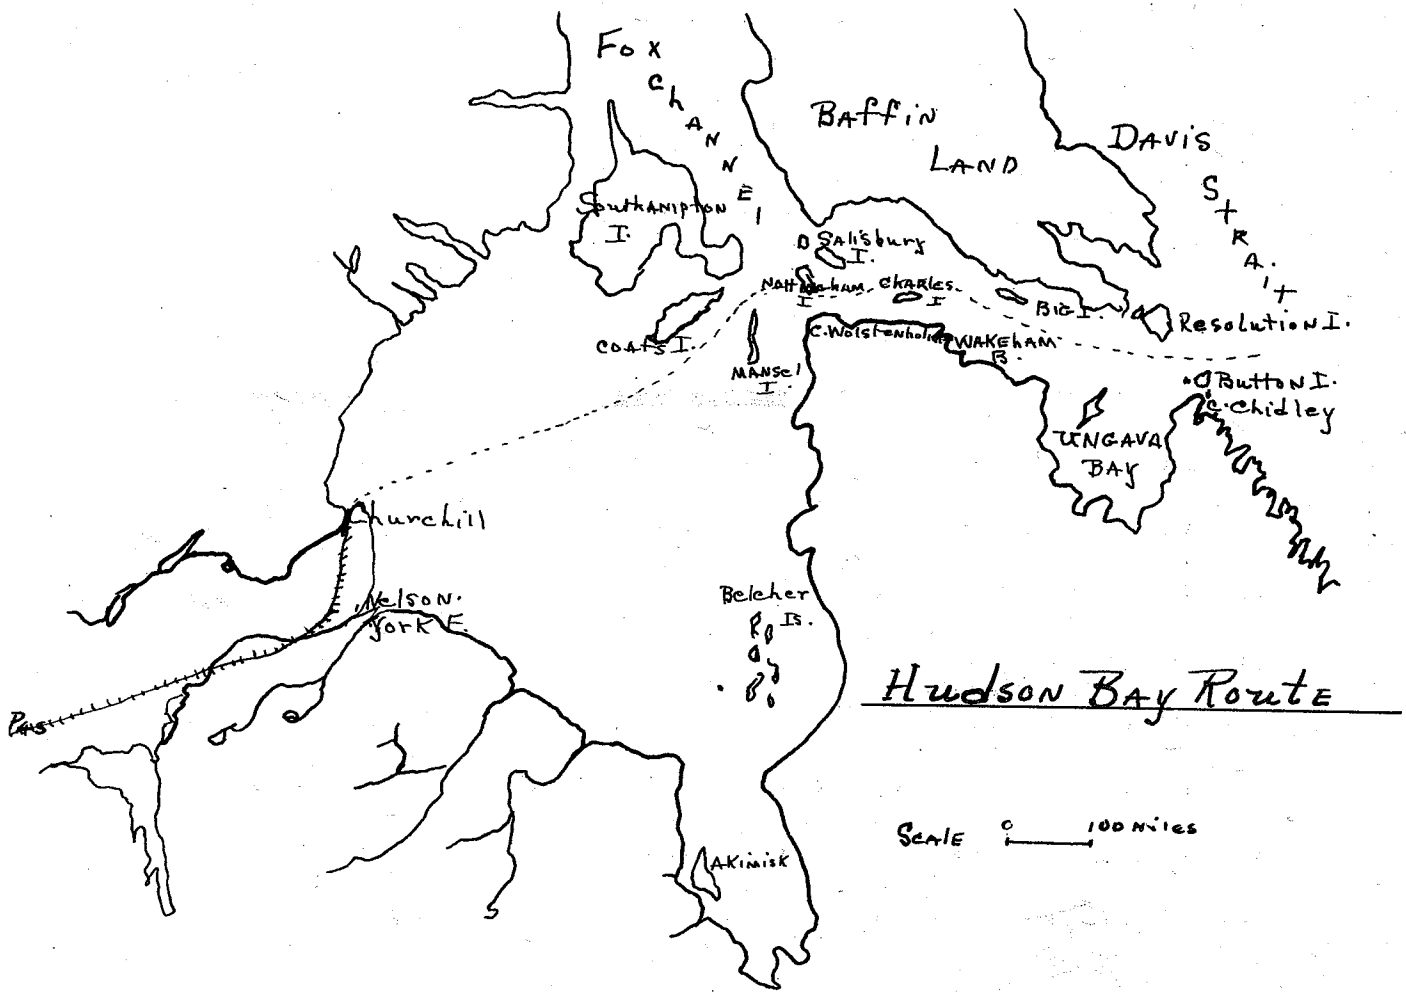 Fox
Channel
Baffin
Land
Davis
Strait
Southampton
I.
Salisbury
I.
Nottingham
I
Charles
I
Big I.
Resolution I.
Coats I.
Mansel
I.
C. Wolstenholme
Wakeham
B.
Button I.
C. Chidley
Ungava
Bay
Churchill
Nelson.
York F.
Belcher
Is.
Hudson Bay Route
Pas
Scale 0 100 Miles
Akimisk